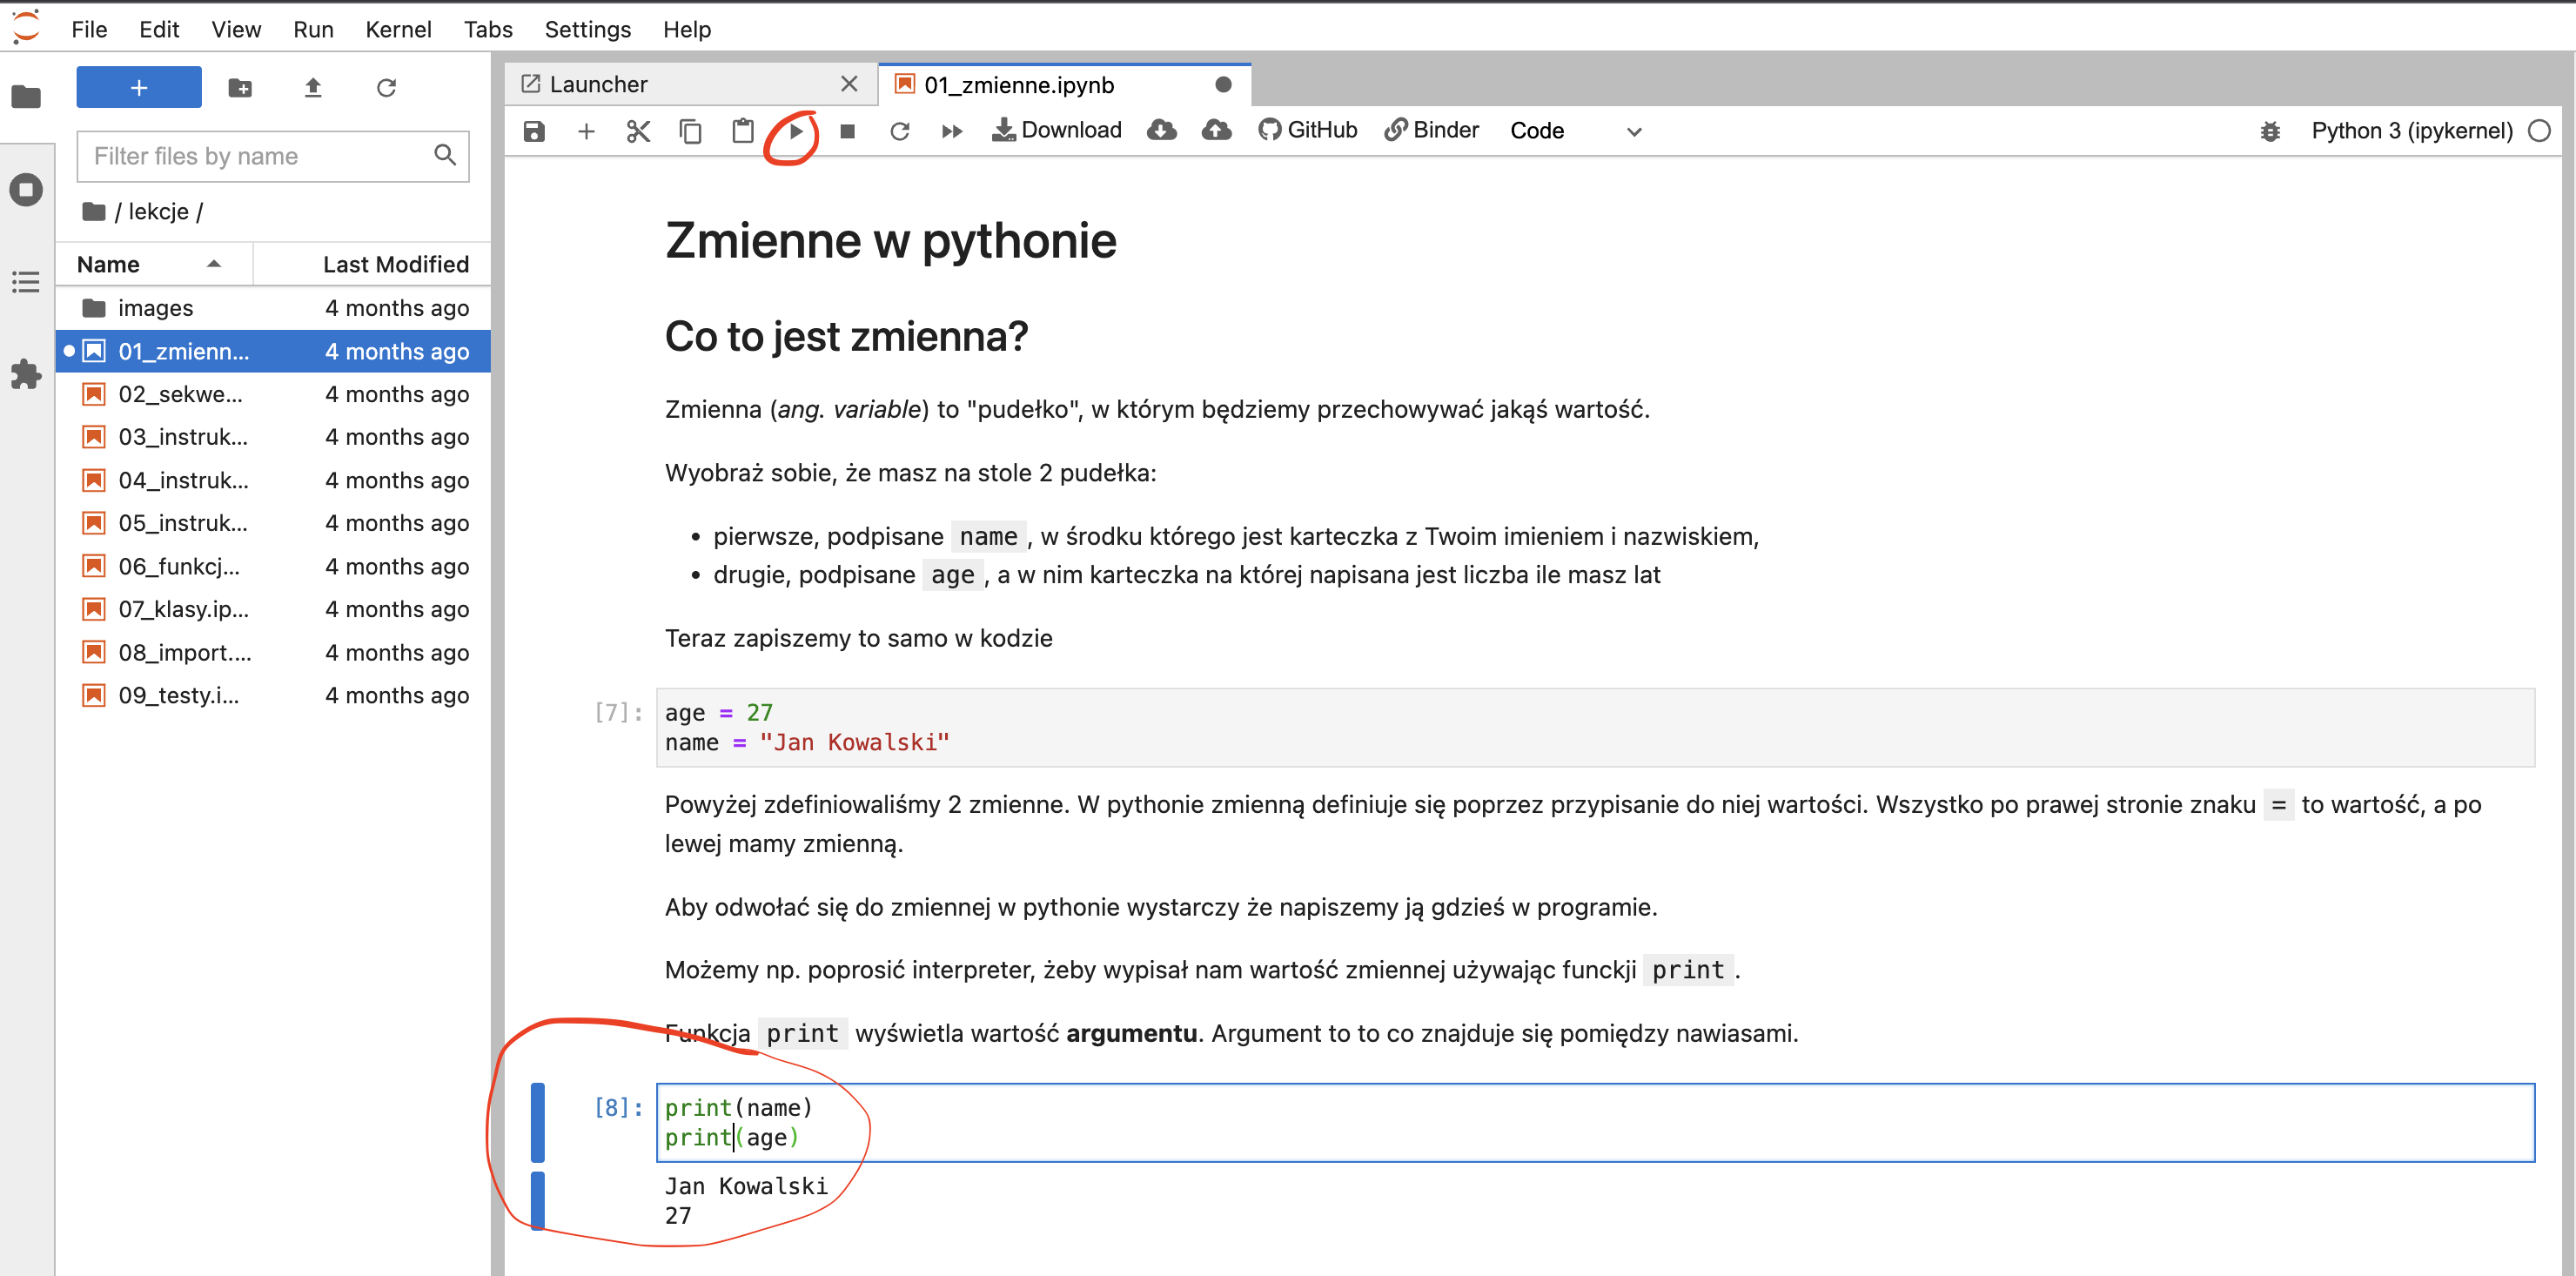 File Edit View Run Kernel Tabs Settings Help
+
Launcher
01_zmienne.ipynb
Download GitHub Binder Code Python 3 (ipykernel)
Filter files by name
/ lekcje /
Name Last Modified
images 4 months ago
01_zmienn... 4 months ago
02_sekwe... 4 months ago
03_instruk... 4 months ago
04_instruk... 4 months ago
05_instruk... 4 months ago
06_funkcj... 4 months ago
07_klasy.ip... 4 months ago
08_import.... 4 months ago
09_testy.i... 4 months ago
Zmienne w pythonie
Co to jest zmienna?
Zmienna (ang. variable) to "pudełko", w którym będziemy przechowywać jakąś wartość.
Wyobraż sobie, że masz na stole 2 pudełka:
• pierwsze, podpisane name , w środku którego jest karteczka z Twoim imieniem i nazwiskiem,
• drugie, podpisane age , a w nim karteczka na której napisana jest liczba ile masz lat
Teraz zapiszemy to samo w kodzie
[7]: age = 27
name = "Jan Kowalski"
Powyżej zdefiniowaliśmy 2 zmienne. W pythonie zmienną definiuje się poprzez przypisanie do niej wartości. Wszystko po prawej stronie znaku = to wartość, a po
lewej mamy zmienną.
Aby odwołać się do zmiennej w pythonie wystarczy że napiszemy ją gdzieś w programie.
Możemy np. poprosić interpreter, żeby wypisał nam wartość zmiennej używając funckji print .
Funkcja print wyświetla wartość argumentu. Argument to to co znajduje się pomiędzy nawiasami.
[8]: print(name)
print(age)
Jan Kowalski
27